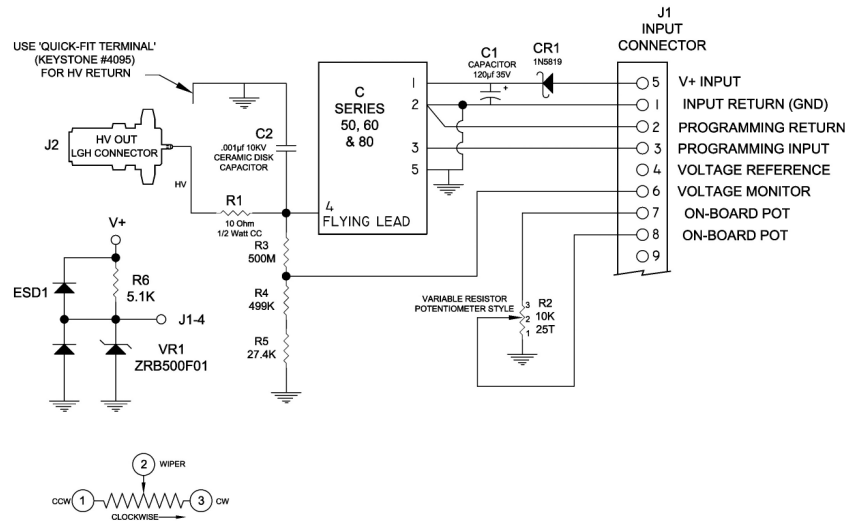 J1
INPUT
CONNECTOR
USE 'QUICK-FIT TERMINAL'
(KEYSTONE #4095)
FOR HV RETURN
C1
CAPACITOR
120µf 35V
+
CR1
1N5819
C
SERIES
50, 60
& 80
1
2
3
5
4
FLYING LEAD
5 V+ INPUT
1 INPUT RETURN (GND)
2 PROGRAMMING RETURN
3 PROGRAMMING INPUT
4 VOLTAGE REFERENCE
6 VOLTAGE MONITOR
7 ON-BOARD POT
8 ON-BOARD POT
9
J2
HV OUT
LGH CONNECTOR
HV
C2
.001µf 10KV
CERAMIC DISK
CAPACITOR
R1
10 Ohm
1/2 Watt CC
R3
500M
R4
499K
R5
27.4K
VARIABLE RESISTOR
POTENTIOMETER STYLE
3
2
1
R2
10K
25T
V+
ESD1
R6
5.1K
J1-4
VR1
ZRB500F01
2 WIPER
CCW 1 3 CW
CLOCKWISE